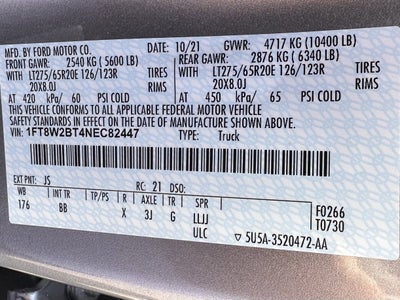 MFD. BY FORD MOTOR CO. 10/21 GVWR: 4717 KG (10400 LB)
FRONT GAWR: 2540 KG (5600 LB) REAR GAWR: 2876 KG (6340 LB)
LT275/65R20E 126/123R TIRES LT275/65R20E 126/123R TIRES
20X8.0J RIMS 20X8.0J RIMS
AT 420 kPa/ 60 PSI COLD AT 450 kPa/ 65 PSI COLD
THIS VEHICLE CONFORMS TO ALL APPLICABLE FEDERAL MOTOR VEHICLE
SAFETY STANDARDS IN EFFECT ON THE DATE OF MANUFACTURE SHOWN ABOVE.
VIN: 1FT8W2BT4NEC82447 TYPE: Truck
EXT PNT: JS RC: 21 DSO:
WB INT TR TP/PS R AXLE TR SPR
176 BB X 3J G LLJJ F0266
ULC T0730
5U5A-3520472-AA